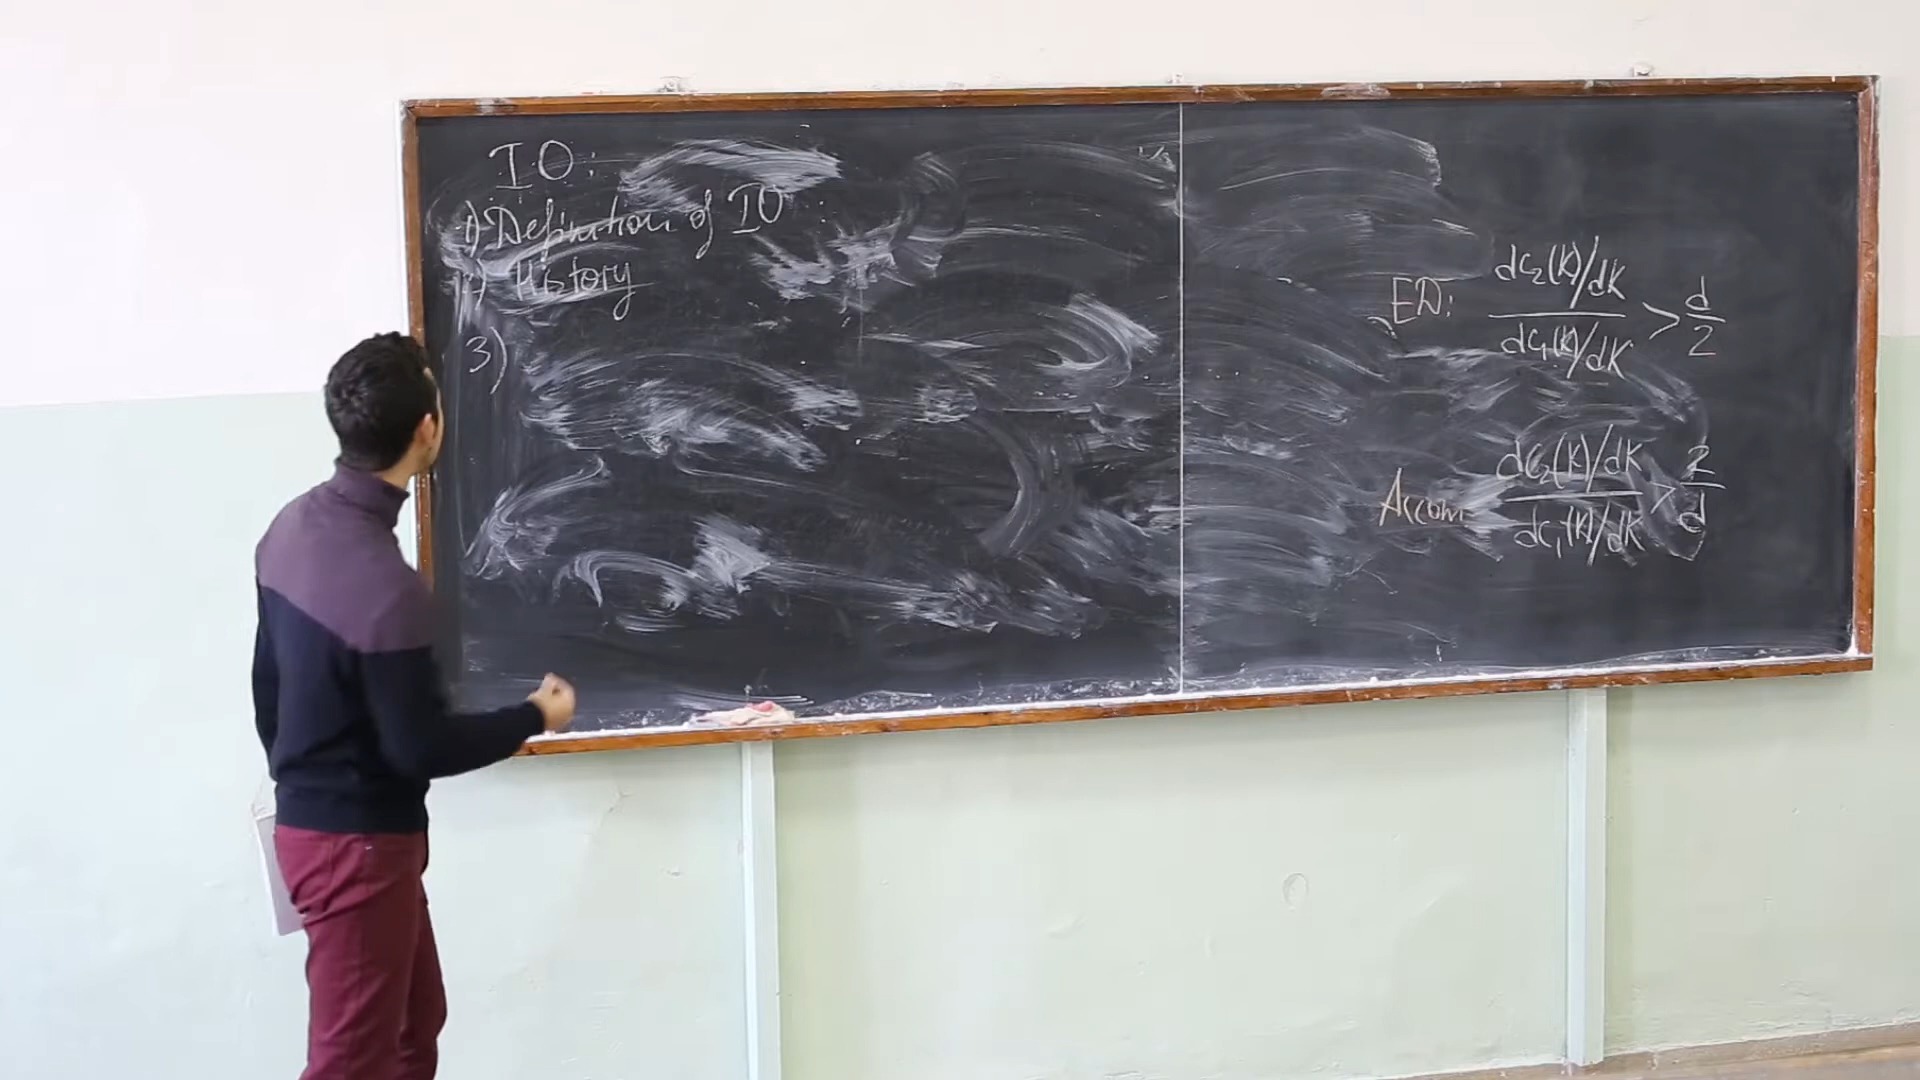 IO:
1) Definition of IO
2) History
3)
ED: dc₂(k)/dk / dc₁(k)/dk > d/2
Accom dc₂(k)/dk / dc₁(k)/dk > 2/d